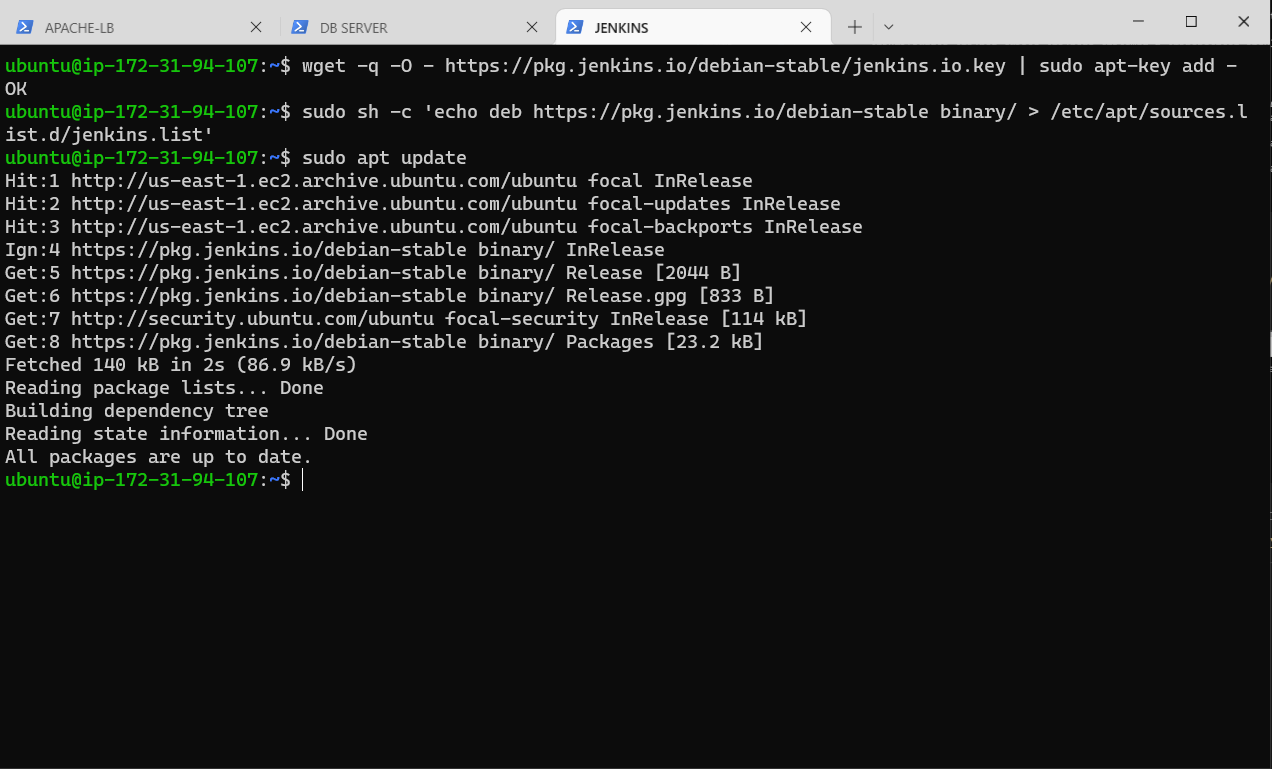 APACHE-LB
DB SERVER
JENKINS
ubuntu@ip-172-31-94-107:~$ wget -q -O - https://pkg.jenkins.io/debian-stable/jenkins.io.key | sudo apt-key add -
OK
ubuntu@ip-172-31-94-107:~$ sudo sh -c 'echo deb https://pkg.jenkins.io/debian-stable binary/ > /etc/apt/sources.l
ist.d/jenkins.list'
ubuntu@ip-172-31-94-107:~$ sudo apt update
Hit:1 http://us-east-1.ec2.archive.ubuntu.com/ubuntu focal InRelease
Hit:2 http://us-east-1.ec2.archive.ubuntu.com/ubuntu focal-updates InRelease
Hit:3 http://us-east-1.ec2.archive.ubuntu.com/ubuntu focal-backports InRelease
Ign:4 https://pkg.jenkins.io/debian-stable binary/ InRelease
Get:5 https://pkg.jenkins.io/debian-stable binary/ Release [2044 B]
Get:6 https://pkg.jenkins.io/debian-stable binary/ Release.gpg [833 B]
Get:7 http://security.ubuntu.com/ubuntu focal-security InRelease [114 kB]
Get:8 https://pkg.jenkins.io/debian-stable binary/ Packages [23.2 kB]
Fetched 140 kB in 2s (86.9 kB/s)
Reading package lists... Done
Building dependency tree
Reading state information... Done
All packages are up to date.
ubuntu@ip-172-31-94-107:~$